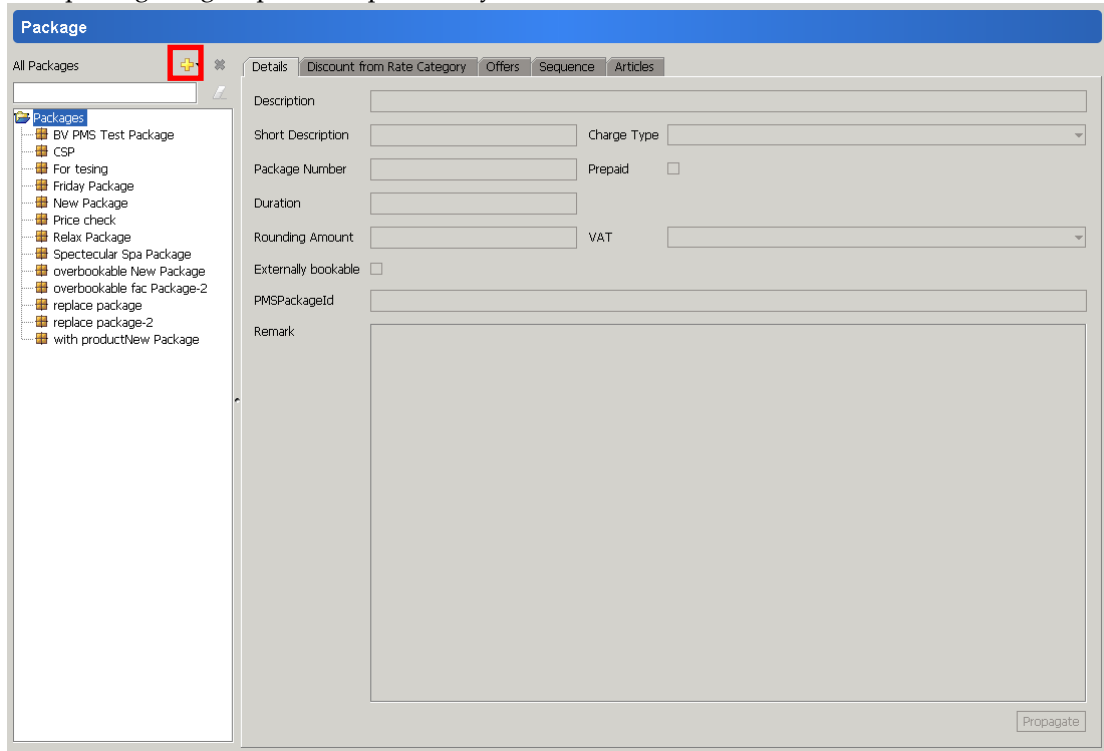 Package
All Packages
Details Discount from Rate Category Offers Sequence Articles
Packages
BV PMS Test Package
CSP
For tesing
Friday Package
New Package
Price check
Relax Package
Spectecular Spa Package
overbookable New Package
overbookable fac Package-2
replace package
replace package-2
with productNew Package
Description
Short Description Charge Type
Package Number Prepaid
Duration
Rounding Amount VAT
Externally bookable
PMSPackageId
Remark
Propagate